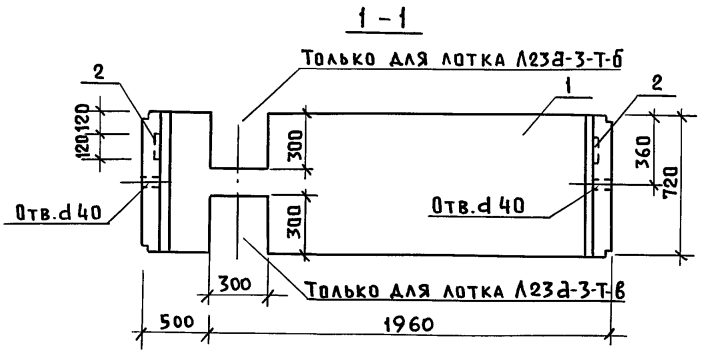 1 - 1
Только для лотка Л23д-3-Т-б
2
1
2
120
120
300
360
720
Отв. d 40
Отв. d 40
300
300
Только для лотка Л23д-3-Т-в
500
1960